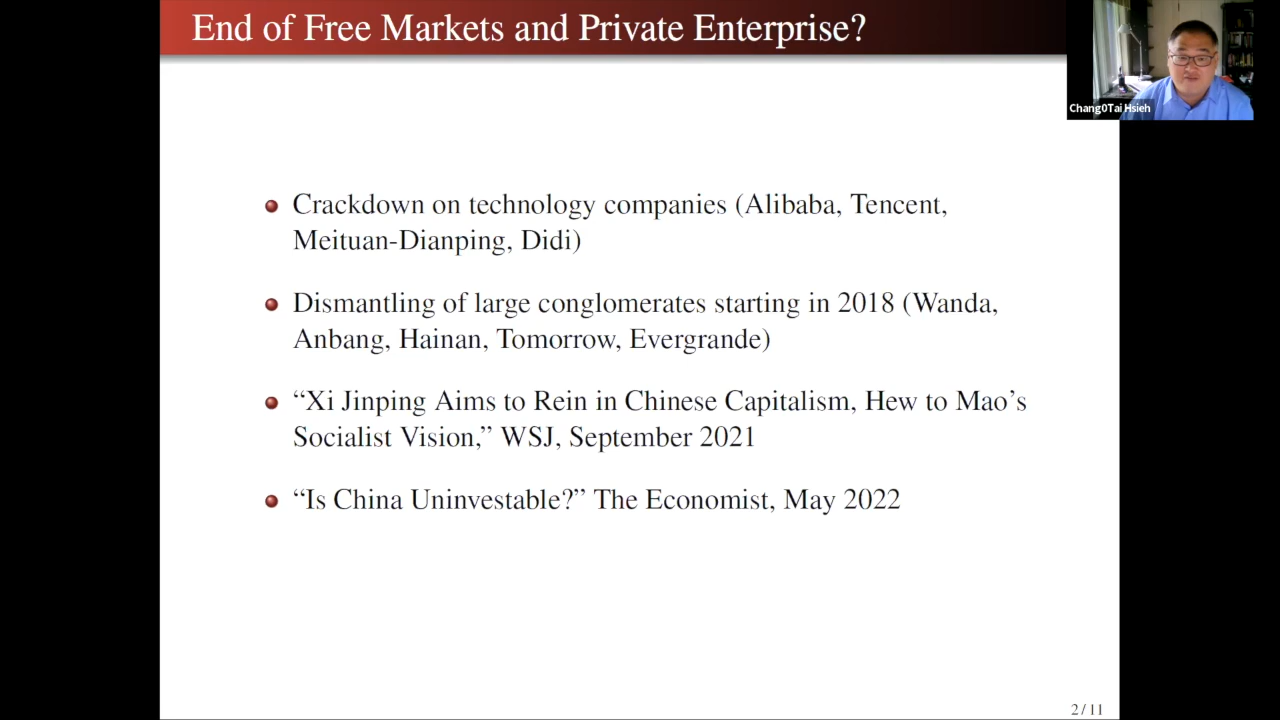 End of Free Markets and Private Enterprise?
Chang0Tai Hsieh
Crackdown on technology companies (Alibaba, Tencent,
Meituan-Dianping, Didi)
Dismantling of large conglomerates starting in 2018 (Wanda,
Anbang, Hainan, Tomorrow, Evergrande)
“Xi Jinping Aims to Rein in Chinese Capitalism, Hew to Mao’s
Socialist Vision,” WSJ, September 2021
“Is China Uninvestable?” The Economist, May 2022
2 / 11